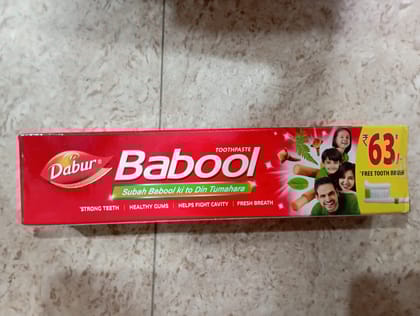 Dabur
Babool
TOOTHPASTE
Subah Babool ki to Din Tumahara
*STRONG TEETH | HEALTHY GUMS | HELPS FIGHT CAVITY | FRESH BREATH
₹63/-
*FREE TOOTH BRUSH